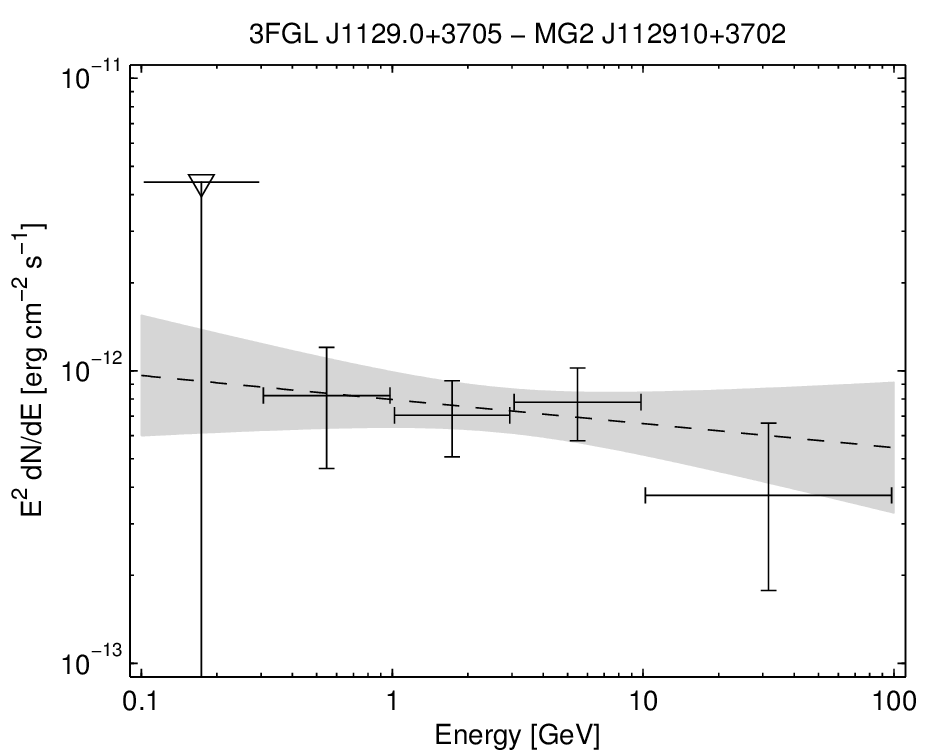 3FGL J1129.0+3705 − MG2 J112910+3702
10⁻¹¹
10⁻¹²
10⁻¹³
E² dN/dE [erg cm⁻² s⁻¹]
0.1 1 10 100
Energy [GeV]